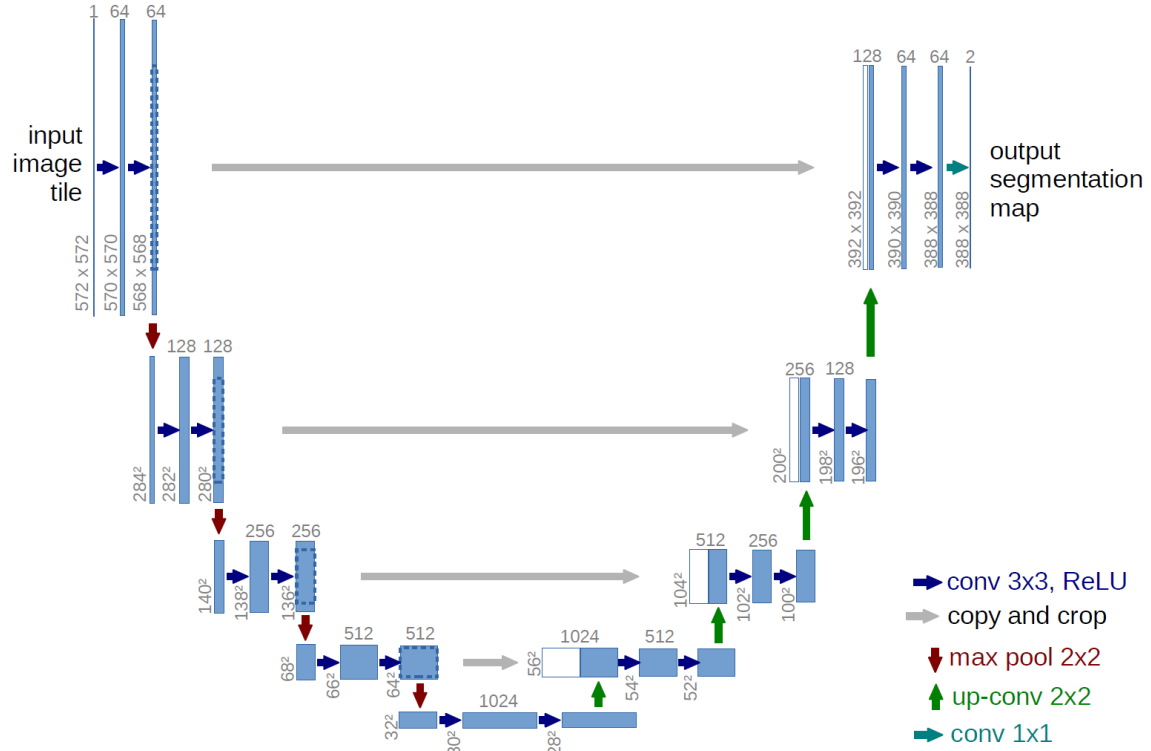 1 64 64
input
image
tile
572 x 572
570 x 570
568 x 568
128 64 64 2
output
segmentation
map
392 x 392
390 x 390
388 x 388
388 x 388
128 128
284²
282²
280²
256 128
200²
198²
196²
256 256
140²
138²
136²
512 256
104²
102²
100²
512 512
68²
66²
64²
1024 512
56²
54²
52²
1024
32²
30²
28²
conv 3x3, ReLU
copy and crop
max pool 2x2
up-conv 2x2
conv 1x1